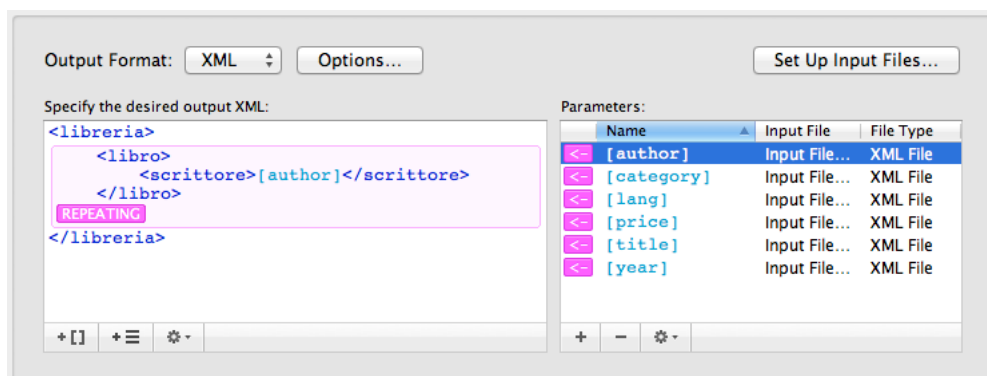 Output Format: XML Options... Set Up Input Files...
Specify the desired output XML: Parameters:
<libreria>
<libro>
<scrittore>[author]</scrittore>
</libro>
REPEATING
</libreria>
Name Input File File Type
<- [author] Input File... XML File
<- [category] Input File... XML File
<- [lang] Input File... XML File
<- [price] Input File... XML File
<- [title] Input File... XML File
<- [year] Input File... XML File
+[] +
+ −